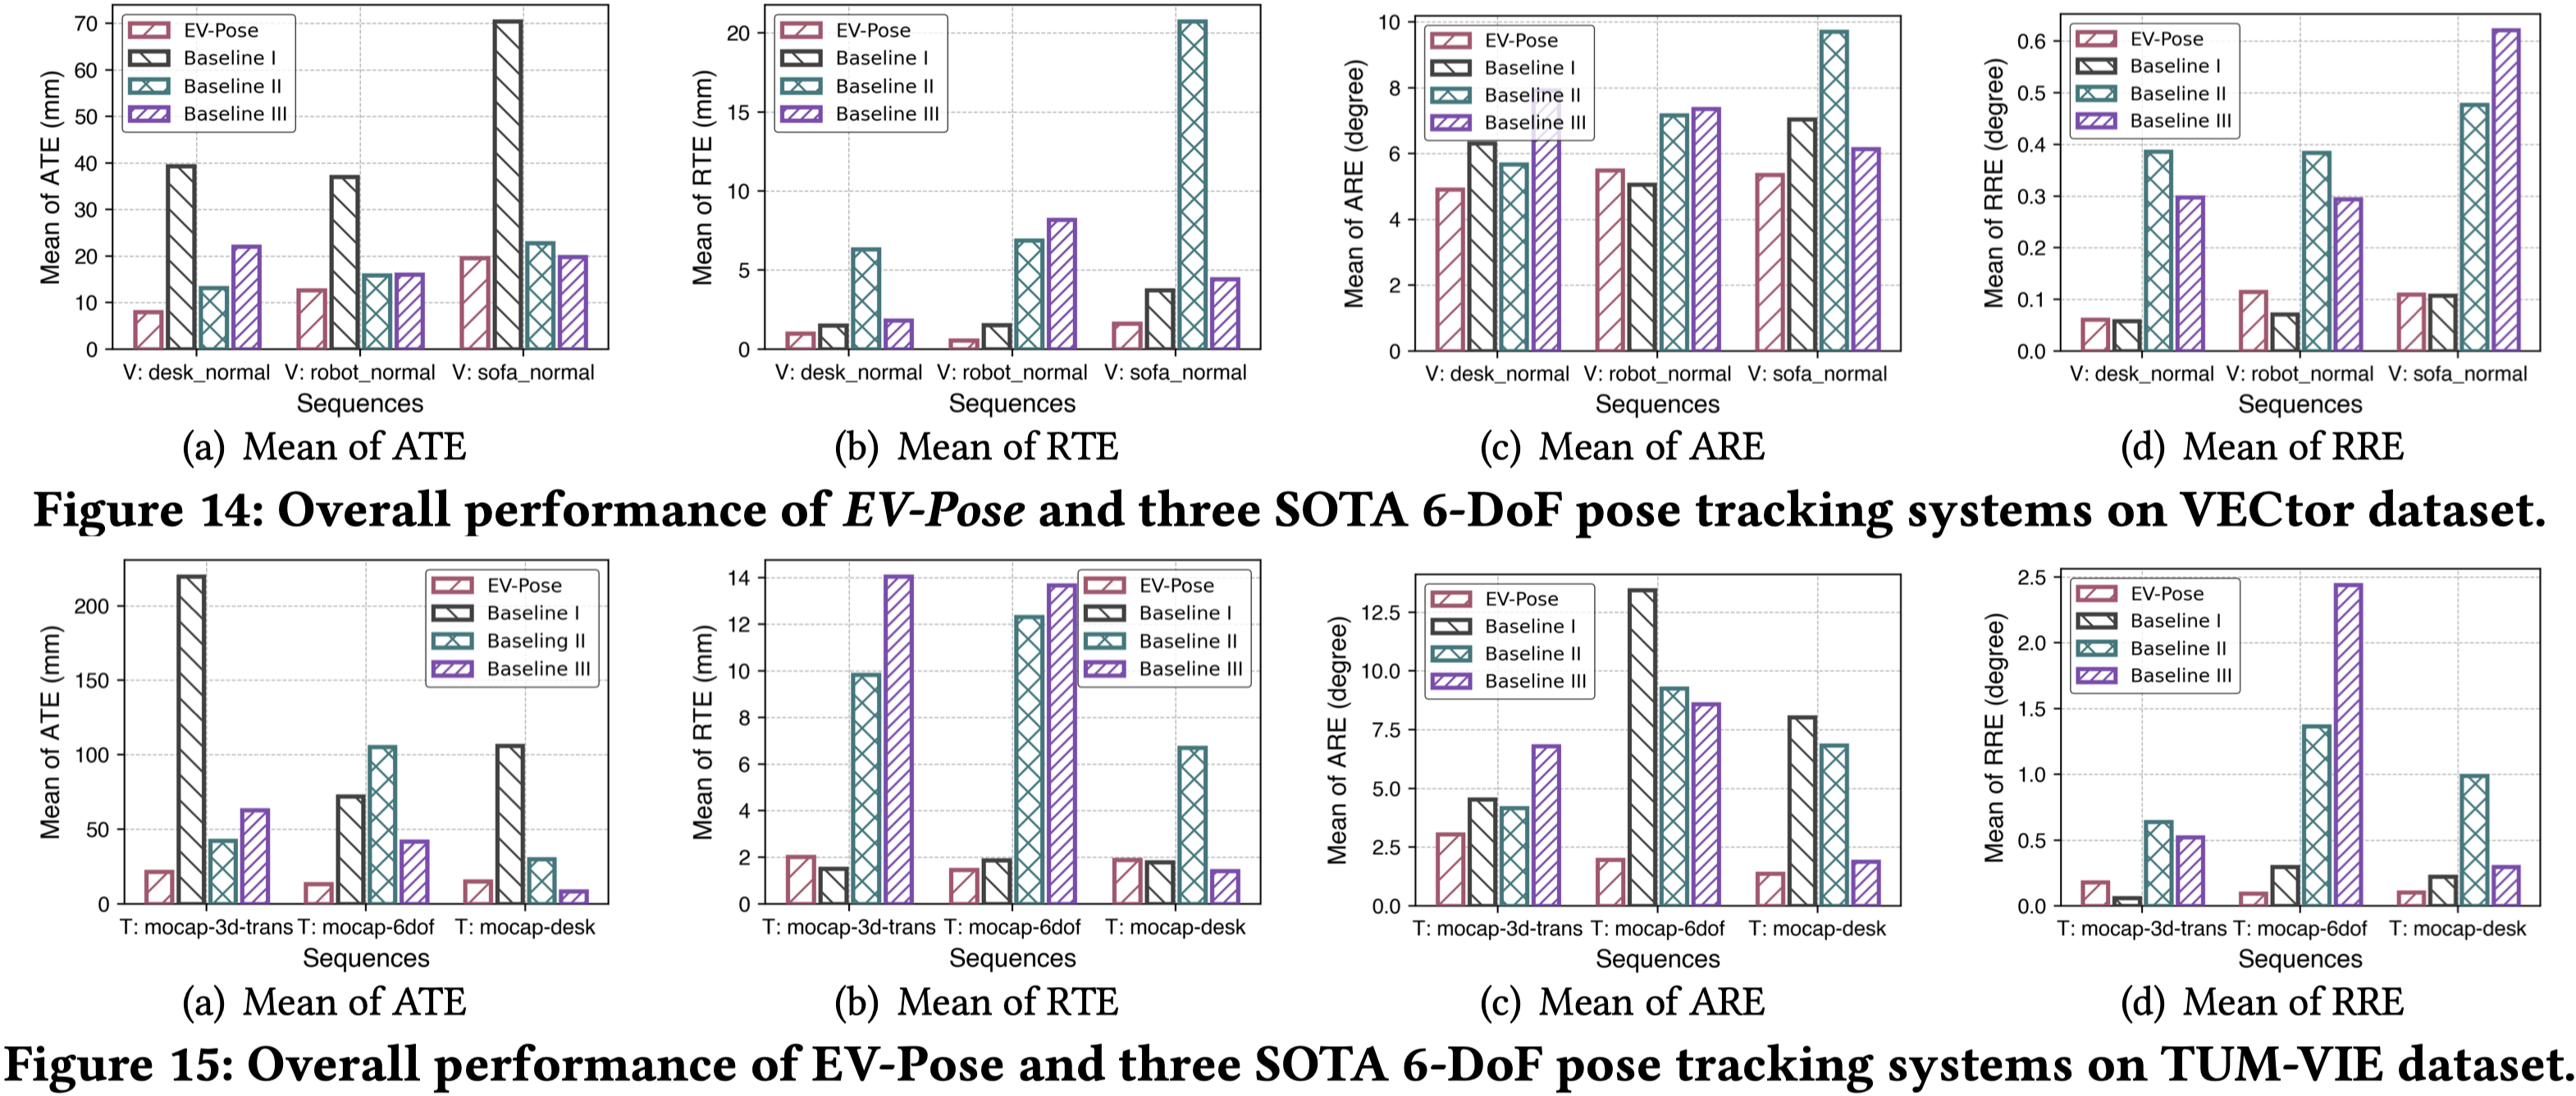 70
60
50
40
30
20
10
0
Mean of ATE (mm)
EV-Pose
Baseline I
Baseline II
Baseline III
V: desk_normal V: robot_normal V: sofa_normal
Sequences
(a) Mean of ATE
20
15
10
5
0
Mean of RTE (mm)
EV-Pose
Baseline I
Baseline II
Baseline III
V: desk_normal V: robot_normal V: sofa_normal
Sequences
(b) Mean of RTE
10
8
6
4
2
0
Mean of ARE (degree)
EV-Pose
Baseline I
Baseline II
Baseline III
V: desk_normal V: robot_normal V: sofa_normal
Sequences
(c) Mean of ARE
0.6
0.5
0.4
0.3
0.2
0.1
0.0
Mean of RRE (degree)
EV-Pose
Baseline I
Baseline II
Baseline III
V: desk_normal V: robot_normal V: sofa_normal
Sequences
(d) Mean of RRE
Figure 14: Overall performance of EV-Pose and three SOTA 6-DoF pose tracking systems on VECtor dataset.
200
150
100
50
0
Mean of ATE (mm)
EV-Pose
Baseline I
Baseling II
Baseline III
T: mocap-3d-trans T: mocap-6dof T: mocap-desk
Sequences
(a) Mean of ATE
14
12
10
8
6
4
2
0
Mean of RTE (mm)
EV-Pose
Baseline I
Baseline II
Baseline III
T: mocap-3d-trans T: mocap-6dof T: mocap-desk
Sequences
(b) Mean of RTE
12.5
10.0
7.5
5.0
2.5
0.0
Mean of ARE (degree)
EV-Pose
Baseline I
Baseline II
Baseline III
T: mocap-3d-trans T: mocap-6dof T: mocap-desk
Sequences
(c) Mean of ARE
2.5
2.0
1.5
1.0
0.5
0.0
Mean of RRE (degree)
EV-Pose
Baseline I
Baseline II
Baseline III
T: mocap-3d-trans T: mocap-6dof T: mocap-desk
Sequences
(d) Mean of RRE
Figure 15: Overall performance of EV-Pose and three SOTA 6-DoF pose tracking systems on TUM-VIE dataset.